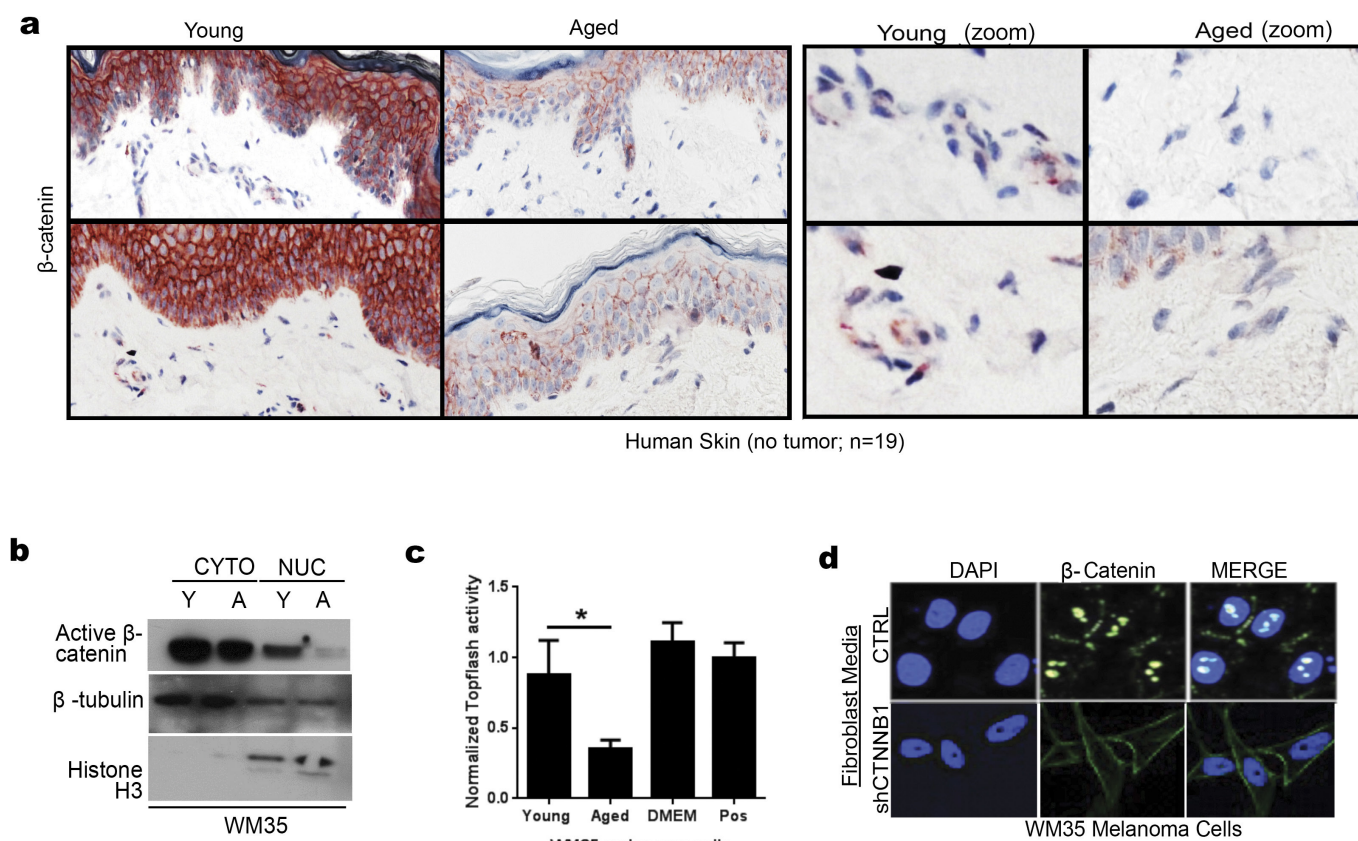 a
Young
Aged
Young (zoom)
Aged (zoom)
β-catenin
Human Skin (no tumor; n=19)
b
CYTO NUC
Y A Y A
Active β-
catenin
β -tubulin
Histone
H3
WM35
c
Normalized Topflash activity
1.5
1.0
0.5
0.0
*
Young Aged DMEM Pos
d
DAPI β-Catenin MERGE
Fibroblast Media
CTRL
shCTNNB1
WM35 Melanoma Cells